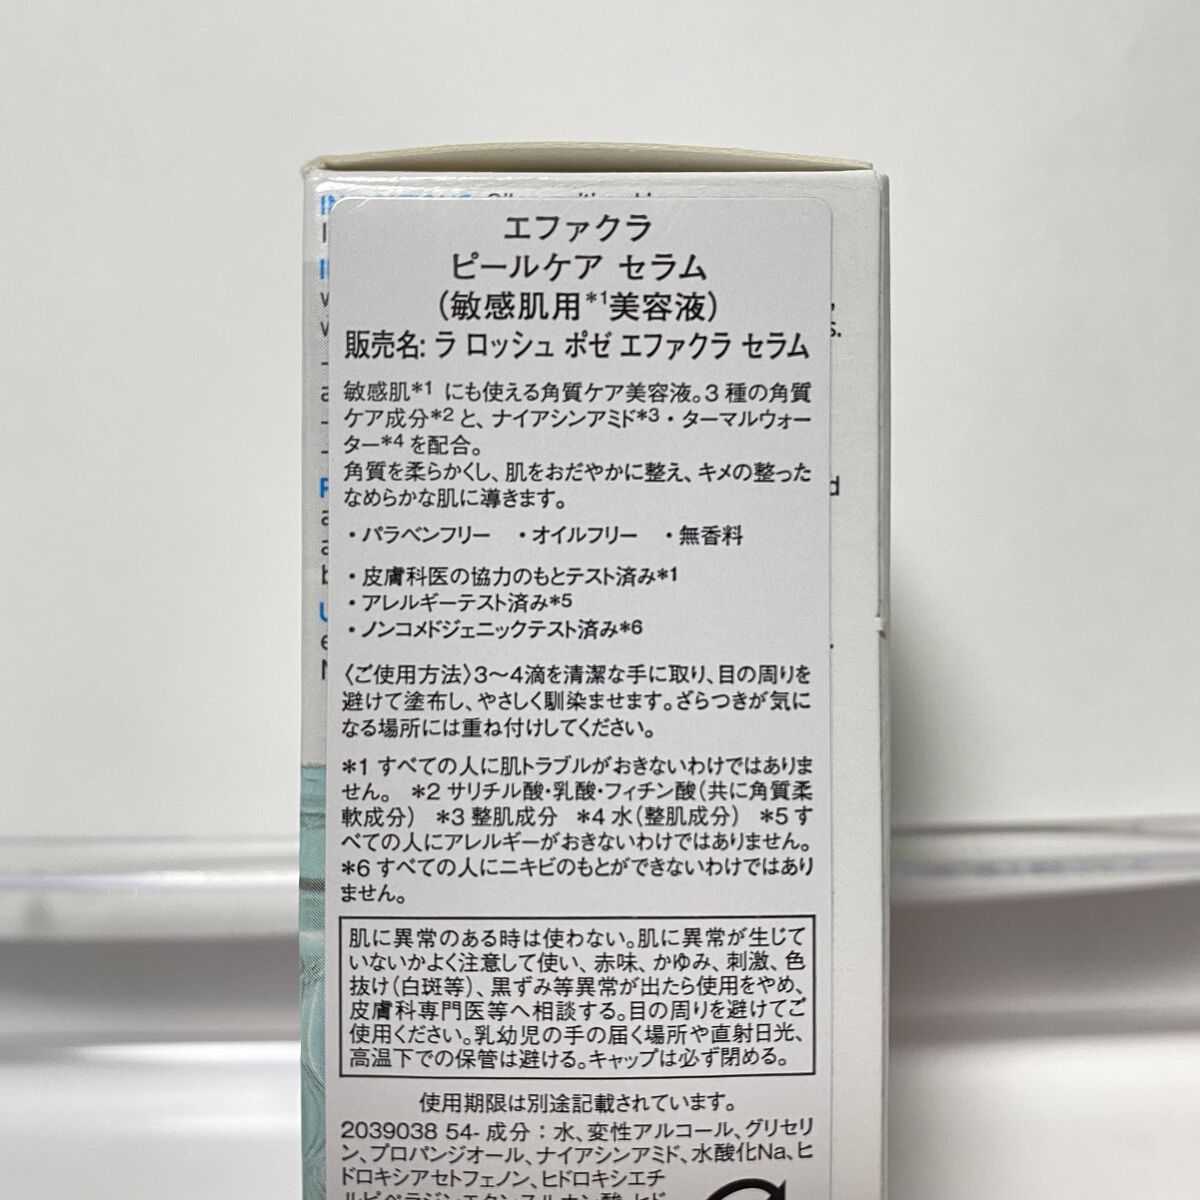 エファクラ
ピールケア セラム
（敏感肌用*1美容液）
販売名: ラ ロッシュ ポゼ エファクラ セラム
敏感肌*1 にも使える角質ケア美容液。3 種の角質
ケア成分*2 と、ナイアシンアミド*3・ターマルウォー
ター*4 を配合。
角質を柔らかくし、肌をおだやかに整え、キメの整った
なめらかな肌に導きます。
・パラベンフリー ・オイルフリー ・無香料
・皮膚科医の協力のもとテスト済み*1
・アレルギーテスト済み*5
・ノンコメドジェニックテスト済み*6
〈ご使用方法〉3～4滴を清潔な手に取り、目の周りを
避けて塗布し、やさしく馴染ませます。ざらつきが気に
なる場所には重ね付けしてください。
*1 すべての人に肌トラブルがおきないわけではありま
せん。 *2 サリチル酸・乳酸・フィチン酸（共に角質柔
軟成分） *3 整肌成分 *4 水（整肌成分） *5 す
べての人にアレルギーがおきないわけではありません。
*6 すべての人にニキビのもとができないわけではあり
ません。
肌に異常のある時は使わない。肌に異常が生じて
いないかよく注意して使い、赤味、かゆみ、刺激、色
抜け（白斑等）、黒ずみ等異常が出たら使用をやめ、
皮膚科専門医等へ相談する。目の周りを避けてご
使用ください。乳幼児の手の届く場所や直射日光、
高温下での保管は避ける。キャップは必ず閉める。
使用期限は別途記載されています。
2039038 54- 成分：水、変性アルコール、グリセリ
ン、プロパンジオール、ナイアシンアミド、水酸化Na、ヒ
ドロキシアセトフェノン、ヒドロキシエチ
ルピペラジンエタンスルホン酸、ヒド